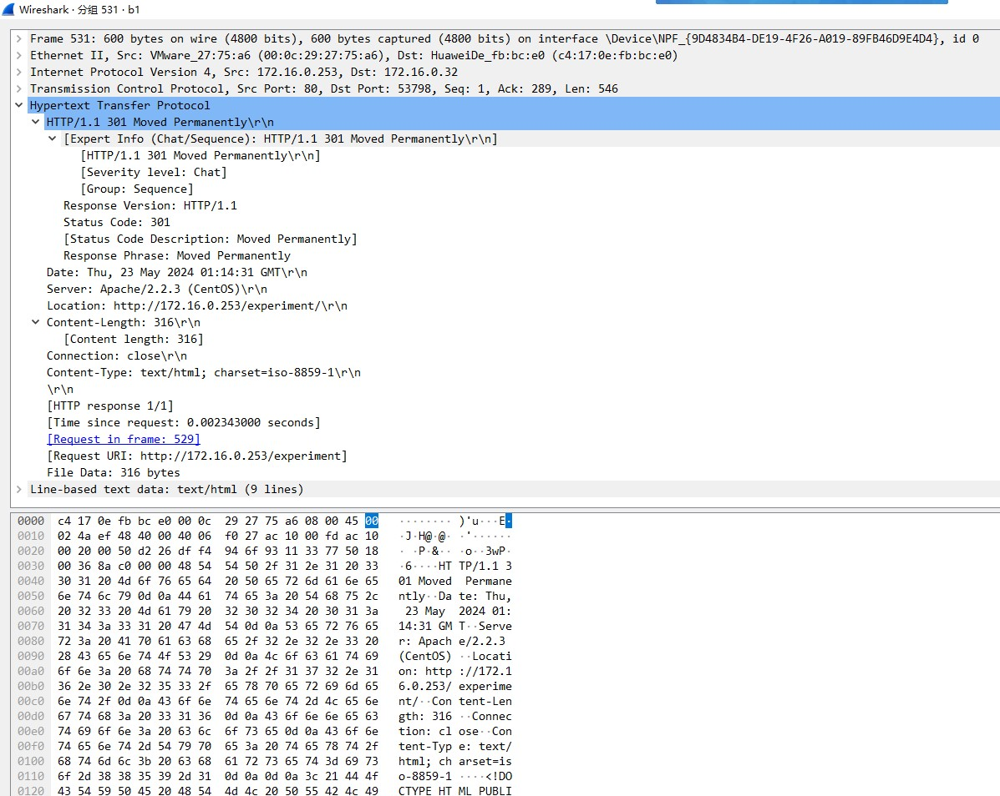 Wireshark · 分组 531 · b1
Frame 531: 600 bytes on wire (4800 bits), 600 bytes captured (4800 bits) on interface \Device\NPF_{9D4834B4-DE19-4F26-A019-89FB46D9E4D4}, id 0
Ethernet II, Src: VMware_27:75:a6 (00:0c:29:27:75:a6), Dst: HuaweiDe_fb:bc:e0 (c4:17:0e:fb:bc:e0)
Internet Protocol Version 4, Src: 172.16.0.253, Dst: 172.16.0.32
Transmission Control Protocol, Src Port: 80, Dst Port: 53798, Seq: 1, Ack: 289, Len: 546
Hypertext Transfer Protocol
HTTP/1.1 301 Moved Permanently\r\n
[Expert Info (Chat/Sequence): HTTP/1.1 301 Moved Permanently\r\n]
[HTTP/1.1 301 Moved Permanently\r\n]
[Severity level: Chat]
[Group: Sequence]
Response Version: HTTP/1.1
Status Code: 301
[Status Code Description: Moved Permanently]
Response Phrase: Moved Permanently
Date: Thu, 23 May 2024 01:14:31 GMT\r\n
Server: Apache/2.2.3 (CentOS)\r\n
Location: http://172.16.0.253/experiment/\r\n
Content-Length: 316\r\n
[Content length: 316]
Connection: close\r\n
Content-Type: text/html; charset=iso-8859-1\r\n
\r\n
[HTTP response 1/1]
[Time since request: 0.002343000 seconds]
[Request in frame: 529]
[Request URI: http://172.16.0.253/experiment]
File Data: 316 bytes
Line-based text data: text/html (9 lines)
0000 c4 17 0e fb bc e0 00 0c 29 27 75 a6 08 00 45 00 ········ )'u···E·
0010 02 4a ef 48 40 00 40 06 f0 27 ac 10 00 fd ac 10 ·J·H@·@· ·'······
0020 00 20 00 50 d2 26 df f4 94 6f 93 11 33 77 50 18 · ·P·&·· ·o··3wP·
0030 00 36 8a c0 00 00 48 54 54 50 2f 31 2e 31 20 33 ·6····HT TP/1.1 3
0040 30 31 20 4d 6f 76 65 64 20 50 65 72 6d 61 6e 65 01 Moved Permane
0050 6e 74 6c 79 0d 0a 44 61 74 65 3a 20 54 68 75 2c ntly··Da te: Thu,
0060 20 32 33 20 4d 61 79 20 32 30 32 34 20 30 31 3a 23 May 2024 01:
0070 31 34 3a 33 31 20 47 4d 54 0d 0a 53 65 72 76 65 14:31 GM T··Serve
0080 72 3a 20 41 70 61 63 68 65 2f 32 2e 32 2e 33 20 r: Apach e/2.2.3
0090 28 43 65 6e 74 4f 53 29 0d 0a 4c 6f 63 61 74 69 (CentOS) ··Locati
00a0 6f 6e 3a 20 68 74 74 70 3a 2f 2f 31 37 32 2e 31 on: http ://172.1
00b0 36 2e 30 2e 32 35 33 2f 65 78 70 65 72 69 6d 65 6.0.253/ experime
00c0 6e 74 2f 0d 0a 43 6f 6e 74 65 6e 74 2d 4c 65 6e nt/··Con tent-Len
00d0 67 74 68 3a 20 33 31 36 0d 0a 43 6f 6e 6e 65 63 gth: 316 ··Connec
00e0 74 69 6f 6e 3a 20 63 6c 6f 73 65 0d 0a 43 6f 6e tion: cl ose··Con
00f0 74 65 6e 74 2d 54 79 70 65 3a 20 74 65 78 74 2f tent-Typ e: text/
0100 68 74 6d 6c 3b 20 63 68 61 72 73 65 74 3d 69 73 html; ch arset=is
0110 6f 2d 38 38 35 39 2d 31 0d 0a 0d 0a 3c 21 44 4f o-8859-1 ····<!DO
0120 43 54 59 50 45 20 48 54 4d 4c 20 50 55 42 4c 49 CTYPE HT ML PUBLI